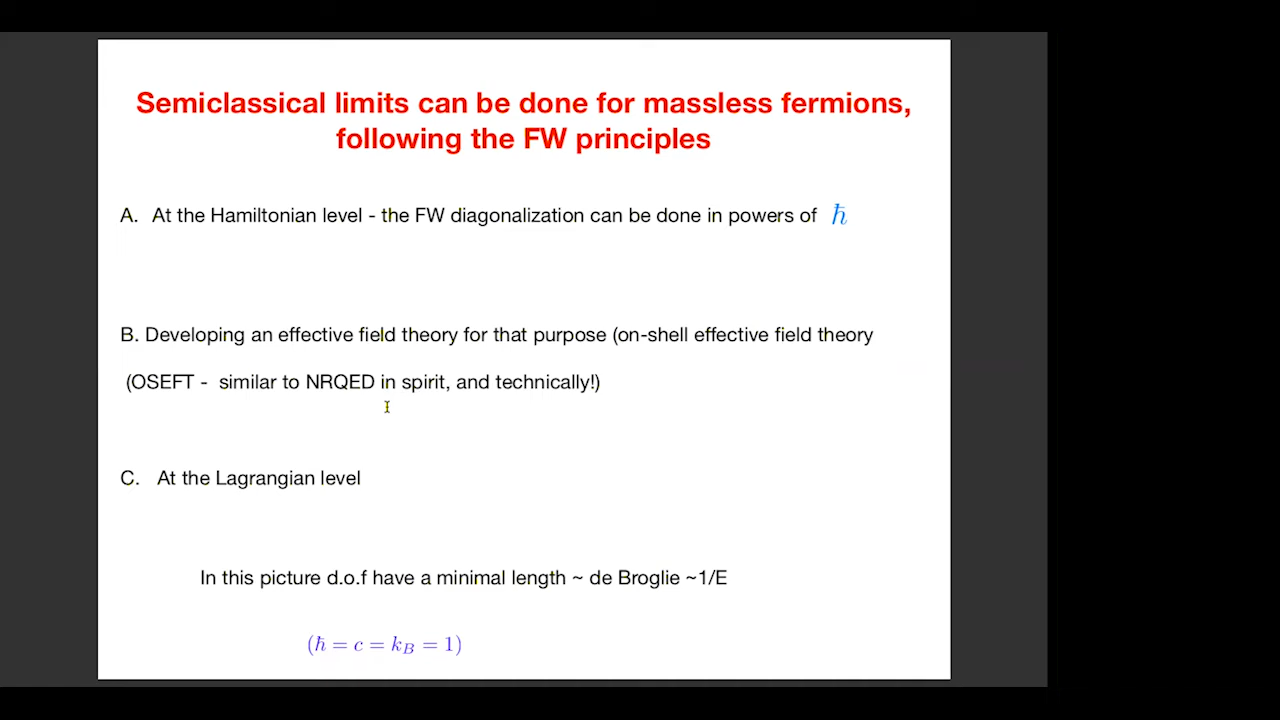 Semiclassical limits can be done for massless fermions,
following the FW principles
A. At the Hamiltonian level - the FW diagonalization can be done in powers of ℏ
B. Developing an effective field theory for that purpose (on-shell effective field theory
(OSEFT - similar to NRQED in spirit, and technically!)
C. At the Lagrangian level
In this picture d.o.f have a minimal length ~ de Broglie ~1/E
(ℏ = c = k_B = 1)